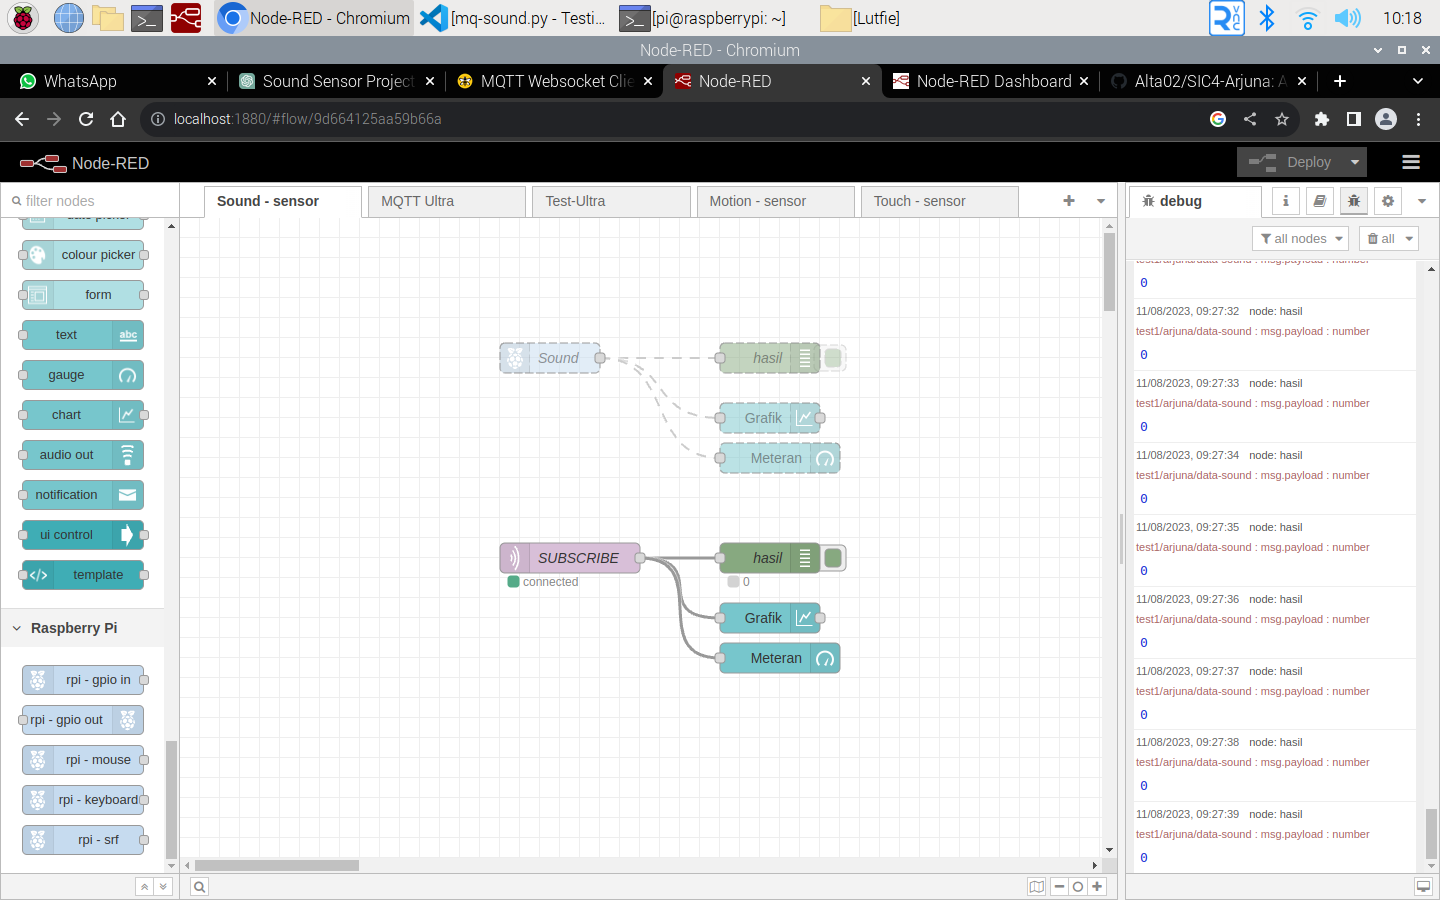 Node-RED - Chromium
[mq-sound.py - Testi...
[pi@raspberrypi: ~]
[Lutfie]
10:18
Node-RED - Chromium
WhatsApp
Sound Sensor Project
MQTT Websocket Clie
Node-RED
Node-RED Dashboard
Alta02/SIC4-Arjuna: A
localhost:1880/#flow/9d664125aa59b66a
Node-RED
Deploy
filter nodes
Sound - sensor
MQTT Ultra
Test-Ultra
Motion - sensor
Touch - sensor
debug
all nodes
all
date picker
colour picker
form
text
abc
gauge
chart
audio out
notification
ui control
template
Raspberry Pi
rpi - gpio in
rpi - gpio out
rpi - mouse
rpi - keyboard
rpi - srf
Sound
hasil
Grafik
Meteran
SUBSCRIBE
connected
hasil
0
Grafik
Meteran
test1/arjuna/data-sound : msg.payload : number
0
11/08/2023, 09:27:32 node: hasil
test1/arjuna/data-sound : msg.payload : number
0
11/08/2023, 09:27:33 node: hasil
test1/arjuna/data-sound : msg.payload : number
0
11/08/2023, 09:27:34 node: hasil
test1/arjuna/data-sound : msg.payload : number
0
11/08/2023, 09:27:35 node: hasil
test1/arjuna/data-sound : msg.payload : number
0
11/08/2023, 09:27:36 node: hasil
test1/arjuna/data-sound : msg.payload : number
0
11/08/2023, 09:27:37 node: hasil
test1/arjuna/data-sound : msg.payload : number
0
11/08/2023, 09:27:38 node: hasil
test1/arjuna/data-sound : msg.payload : number
0
11/08/2023, 09:27:39 node: hasil
test1/arjuna/data-sound : msg.payload : number
0